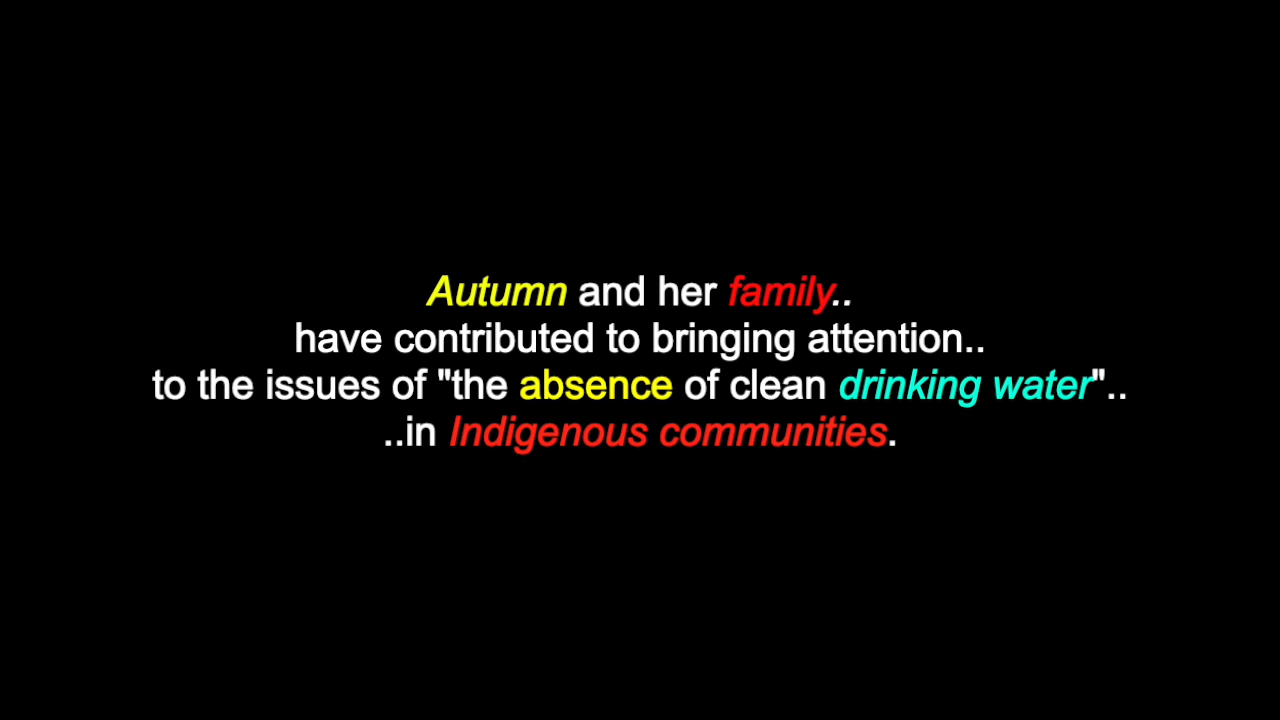 Autumn and her family..
have contributed to bringing attention..
to the issues of "the absence of clean drinking water"..
..in Indigenous communities.